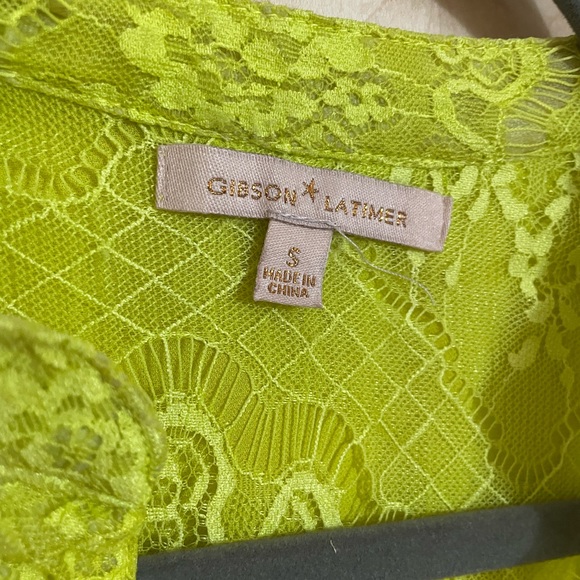 GIBSON ★ LATIMER
S
MADE IN
CHINA